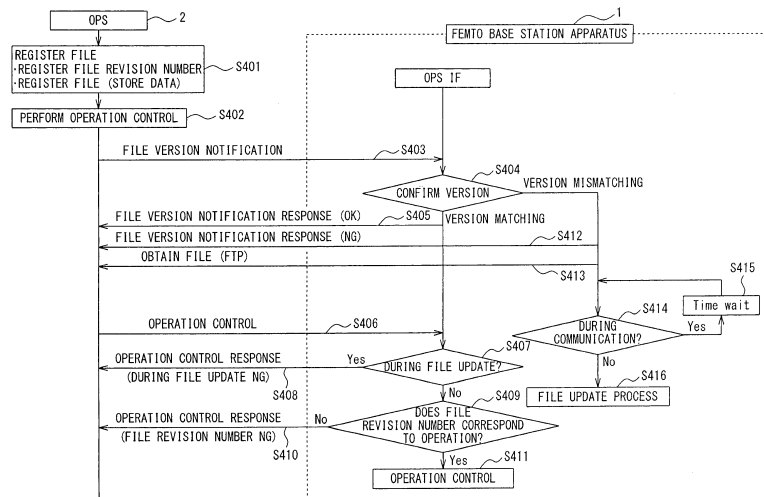 OPS
2
1
FEMTO BASE STATION APPARATUS
REGISTER FILE
·REGISTER FILE REVISION NUMBER
·REGISTER FILE (STORE DATA)
S401
OPS IF
PERFORM OPERATION CONTROL
S402
FILE VERSION NOTIFICATION
S403
S404
CONFIRM VERSION
VERSION MISMATCHING
FILE VERSION NOTIFICATION RESPONSE (OK)
S405
VERSION MATCHING
FILE VERSION NOTIFICATION RESPONSE (NG)
S412
OBTAIN FILE (FTP)
S413
S415
Time wait
S414
DURING
COMMUNICATION?
Yes
No
OPERATION CONTROL
S406
S407
DURING FILE UPDATE?
Yes
OPERATION CONTROL RESPONSE
(DURING FILE UPDATE NG)
S408
No
S416
FILE UPDATE PROCESS
S409
DOES FILE
REVISION NUMBER CORRESPOND
TO OPERATION?
No
OPERATION CONTROL RESPONSE
(FILE REVISION NUMBER NG)
S410
Yes
S411
OPERATION CONTROL